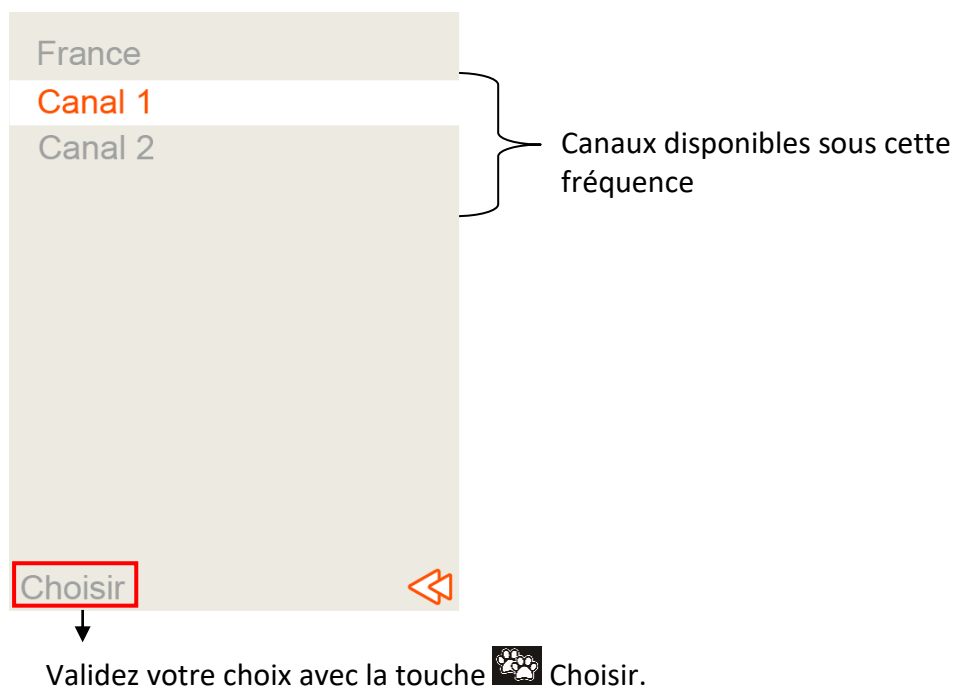 France
Canal 1
Canal 2
Canaux disponibles sous cette
fréquence
Choisir
Validez votre choix avec la touche Choisir.